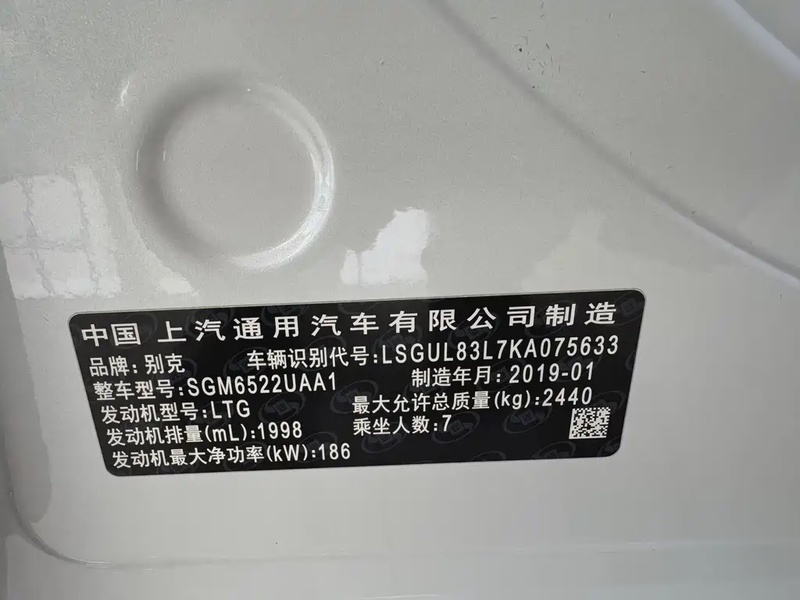 中国 上汽通用汽车有限公司制造
品牌:别克 车辆识别代号:LSGUL83L7KA075633
整车型号:SGM6522UAA1 制造年月:2019-01
发动机型号:LTG 最大允许总质量(kg):2440
发动机排量(mL):1998 乘坐人数:7
发动机最大净功率(kW):186